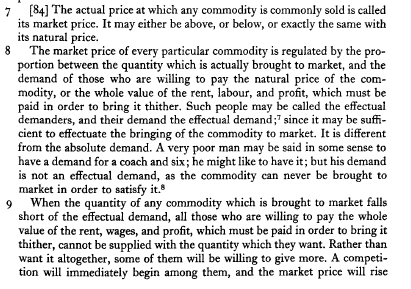 7 [84] The actual price at which any commodity is commonly sold is called
its market price. It may either be above, or below, or exactly the same with
its natural price.
8 The market price of every particular commodity is regulated by the pro-
portion between the quantity which is actually brought to market, and the
demand of those who are willing to pay the natural price of the com-
modity, or the whole value of the rent, labour, and profit, which must be
paid in order to bring it thither. Such people may be called the effectual
demanders, and their demand the effectual demand;⁷ since it may be suffi-
cient to effectuate the bringing of the commodity to market. It is different
from the absolute demand. A very poor man may be said in some sense to
have a demand for a coach and six; he might like to have it; but his demand
is not an effectual demand, as the commodity can never be brought to
market in order to satisfy it.⁸
9 When the quantity of any commodity which is brought to market falls
short of the effectual demand, all those who are willing to pay the whole
value of the rent, wages, and profit, which must be paid in order to bring it
thither, cannot be supplied with the quantity which they want. Rather than
want it altogether, some of them will be willing to give more. A competi-
tion will immediately begin among them, and the market price will rise